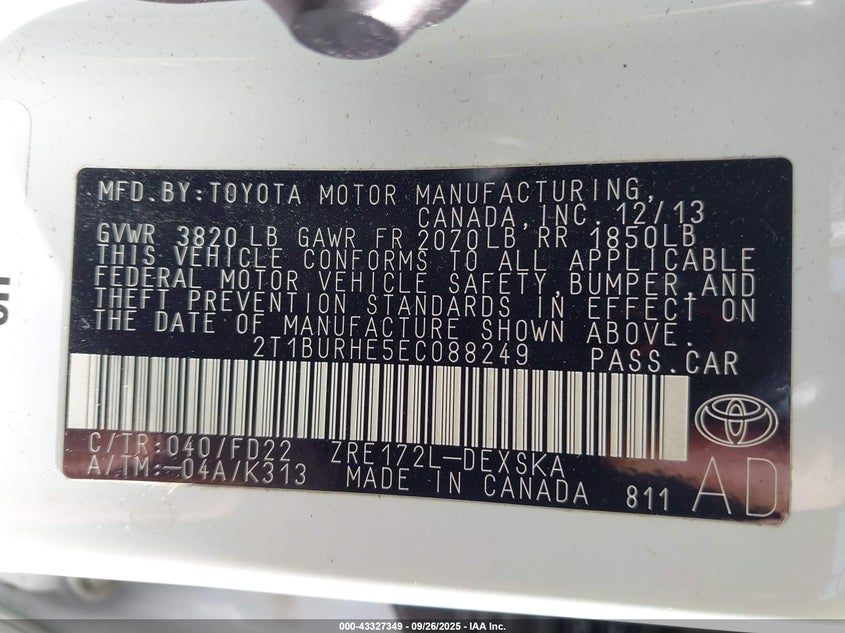 MFD.BY:TOYOTA MOTOR MANUFACTURING,
CANADA,INC. 12/13
GVWR 3820LB GAWR FR 2070LB RR 1850LB
THIS VEHICLE CONFORMS TO ALL APPLICABLE
FEDERAL MOTOR VEHICLE SAFETY,BUMPER,AND
THEFT PREVENTION STANDARDS IN EFFECT ON
THE DATE OF MANUFACTURE SHOWN ABOVE.
2T1BURHE5EC088249 PASS.CAR
C/TR:040/FD22 ZRE172L-DEXSKA
A/TM:-04A/K313 MADE IN CANADA 811 AD
000-43327349 - 09/26/2025 - IAA Inc.